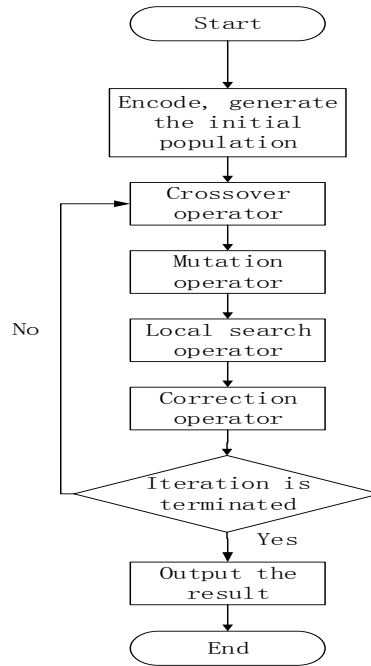 Start
Encode, generate
the initial
population
Crossover
operator
Mutation
operator
No
Local search
operator
Correction
operator
Iteration is
terminated
Yes
Output the
result
End